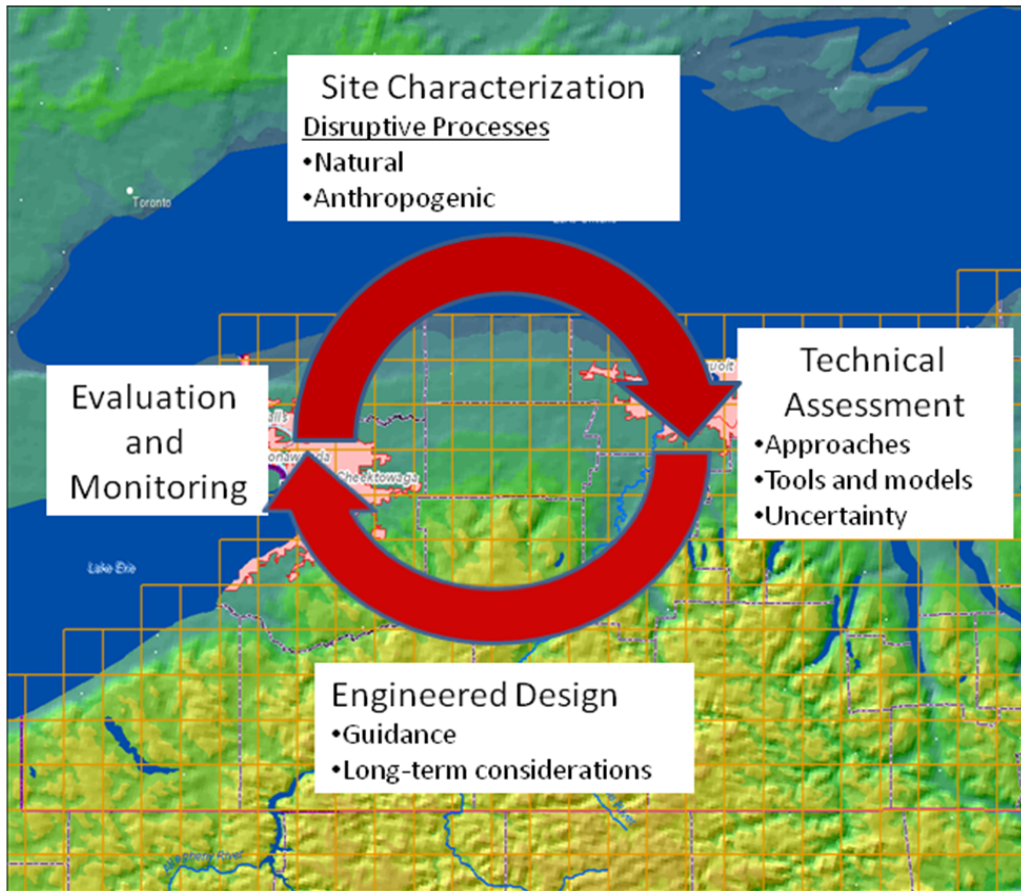 Site Characterization
Disruptive Processes
•Natural
•Anthropogenic
Toronto
Technical
Assessment
•Approaches
•Tools and models
•Uncertainty
Evaluation
and
Monitoring
Cheektowaga
Lake Erie
Engineered Design
•Guidance
•Long-term considerations
River
Allegheny River